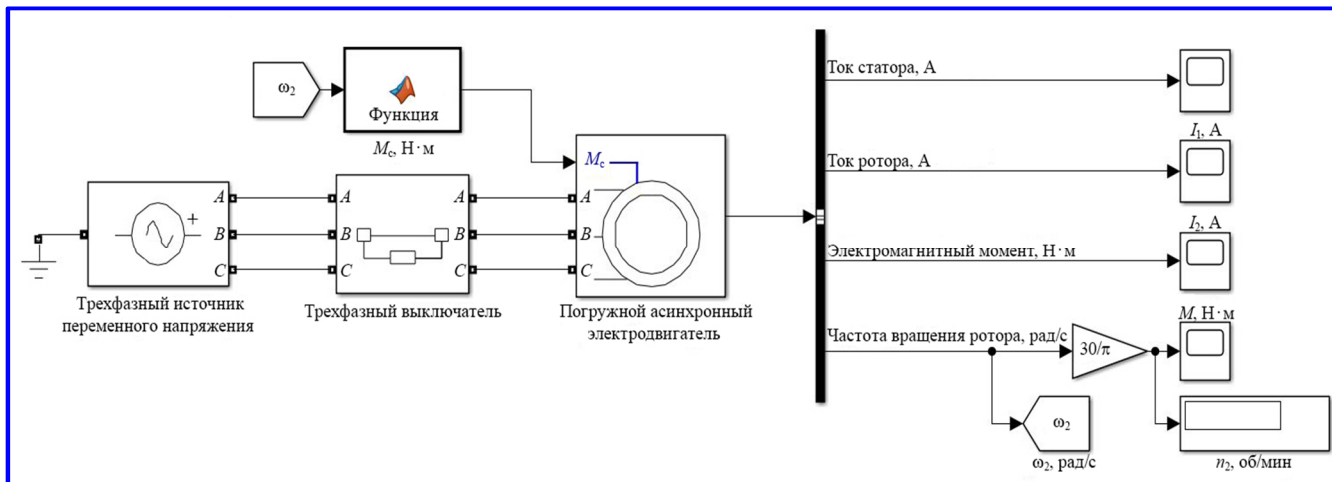 ω₂
Функция
Mс, Н·м
Mс
A
B
C
+
A
B
C
A
B
C
A
B
C
Трехфазный источник
переменного напряжения
Трехфазный выключатель
Погружной асинхронный
электродвигатель
Ток статора, А
I₁, А
Ток ротора, А
I₂, А
Электромагнитный момент, Н·м
M, Н·м
Частота вращения ротора, рад/с
30/π
ω₂
ω₂, рад/с
n₂, об/мин